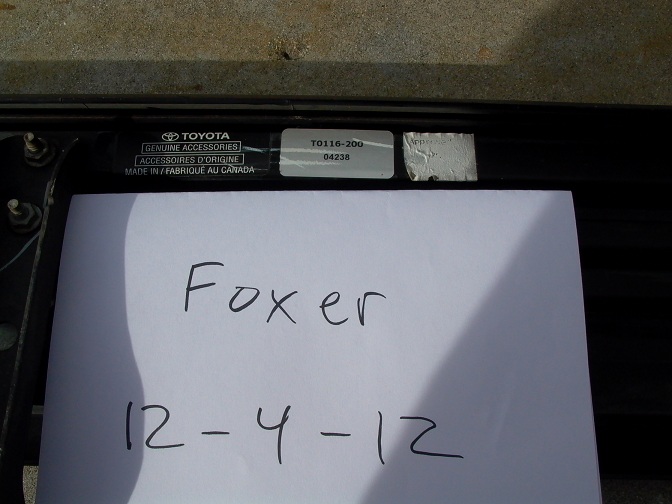 TOYOTA
GENUINE ACCESSORIES
ACCESSOIRES D'ORIGINE
MADE IN / FABRIQUÉ AU CANADA
T0116-200
04238
Foxer
12-4-12